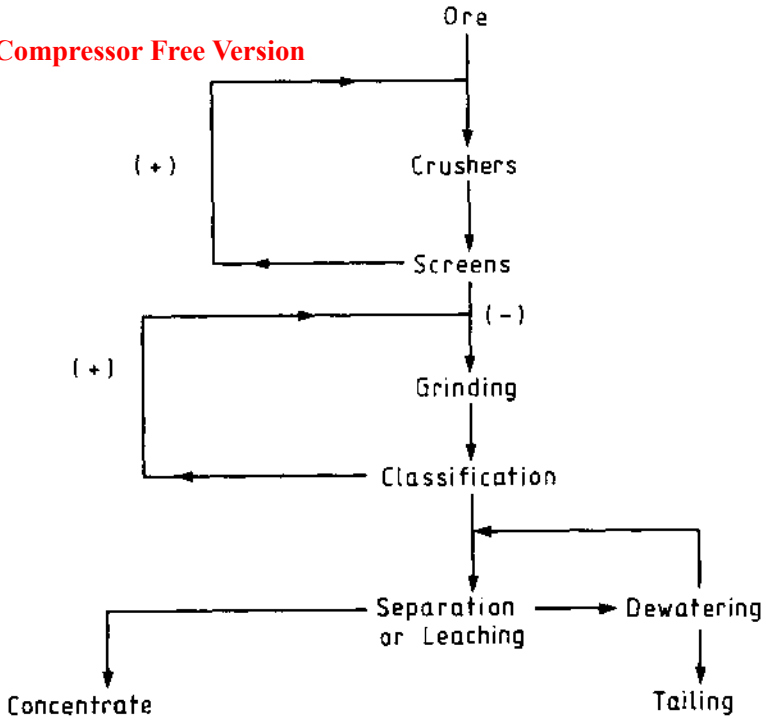 Ore
Compressor Free Version
(+)
Crushers
Screens
(-)
(+)
Grinding
Classification
Separation
or Leaching
Dewatering
Concentrate
Tailing